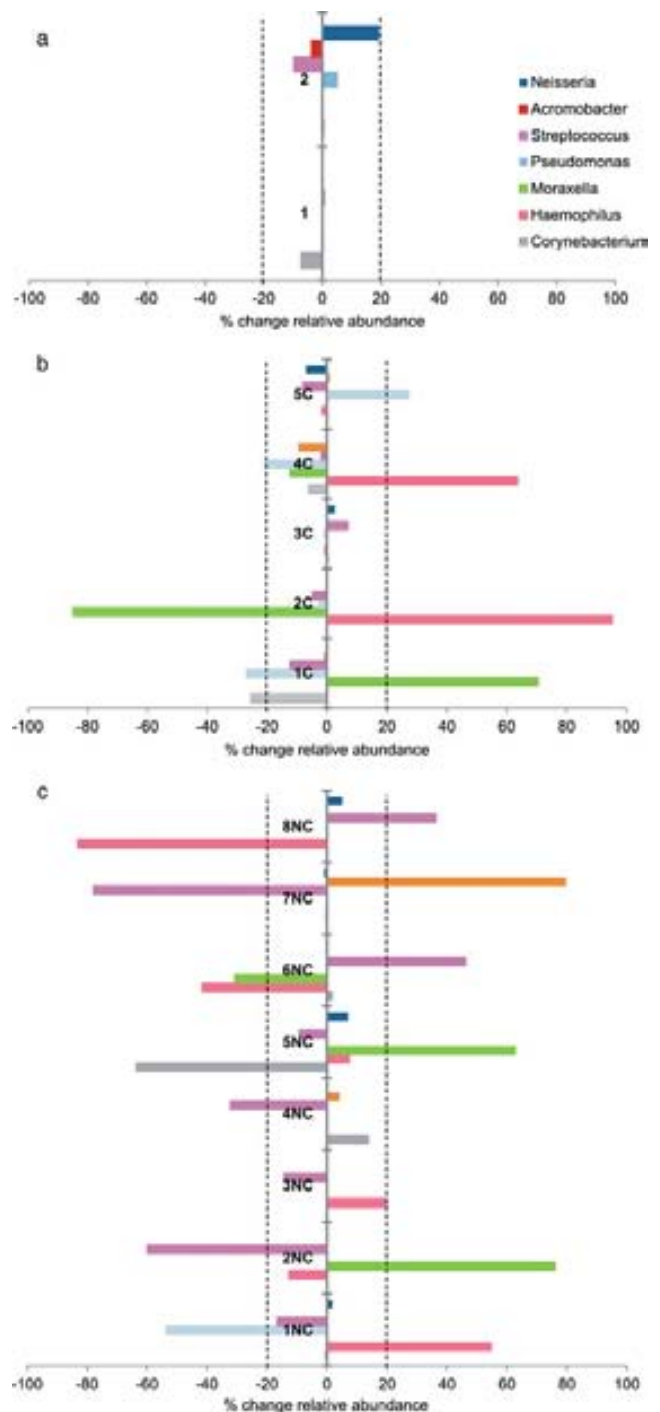 a
2
1
Neisseria
Acromobacter
Streptococcus
Pseudomonas
Moraxella
Haemophilus
Corynebacterium
-100 -80 -60 -40 -20 0 20 40 60 80 100
% change relative abundance
b
5C
4C
3C
2C
1C
-100 -80 -60 -40 -20 0 20 40 60 80 100
% change relative abundance
c
8NC
7NC
6NC
5NC
4NC
3NC
2NC
1NC
-100 -80 -60 -40 -20 0 20 40 60 80 100
% change relative abundance